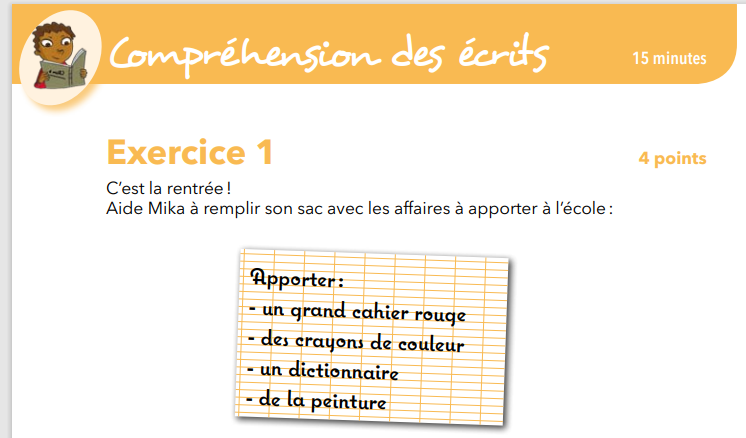 Compréhension des écrits
15 minutes
Exercice 1
4 points
C'est la rentrée !
Aide Mika à remplir son sac avec les affaires à apporter à l'école :
Apporter :
- un grand cahier rouge
- des crayons de couleur
- un dictionnaire
- de la peinture